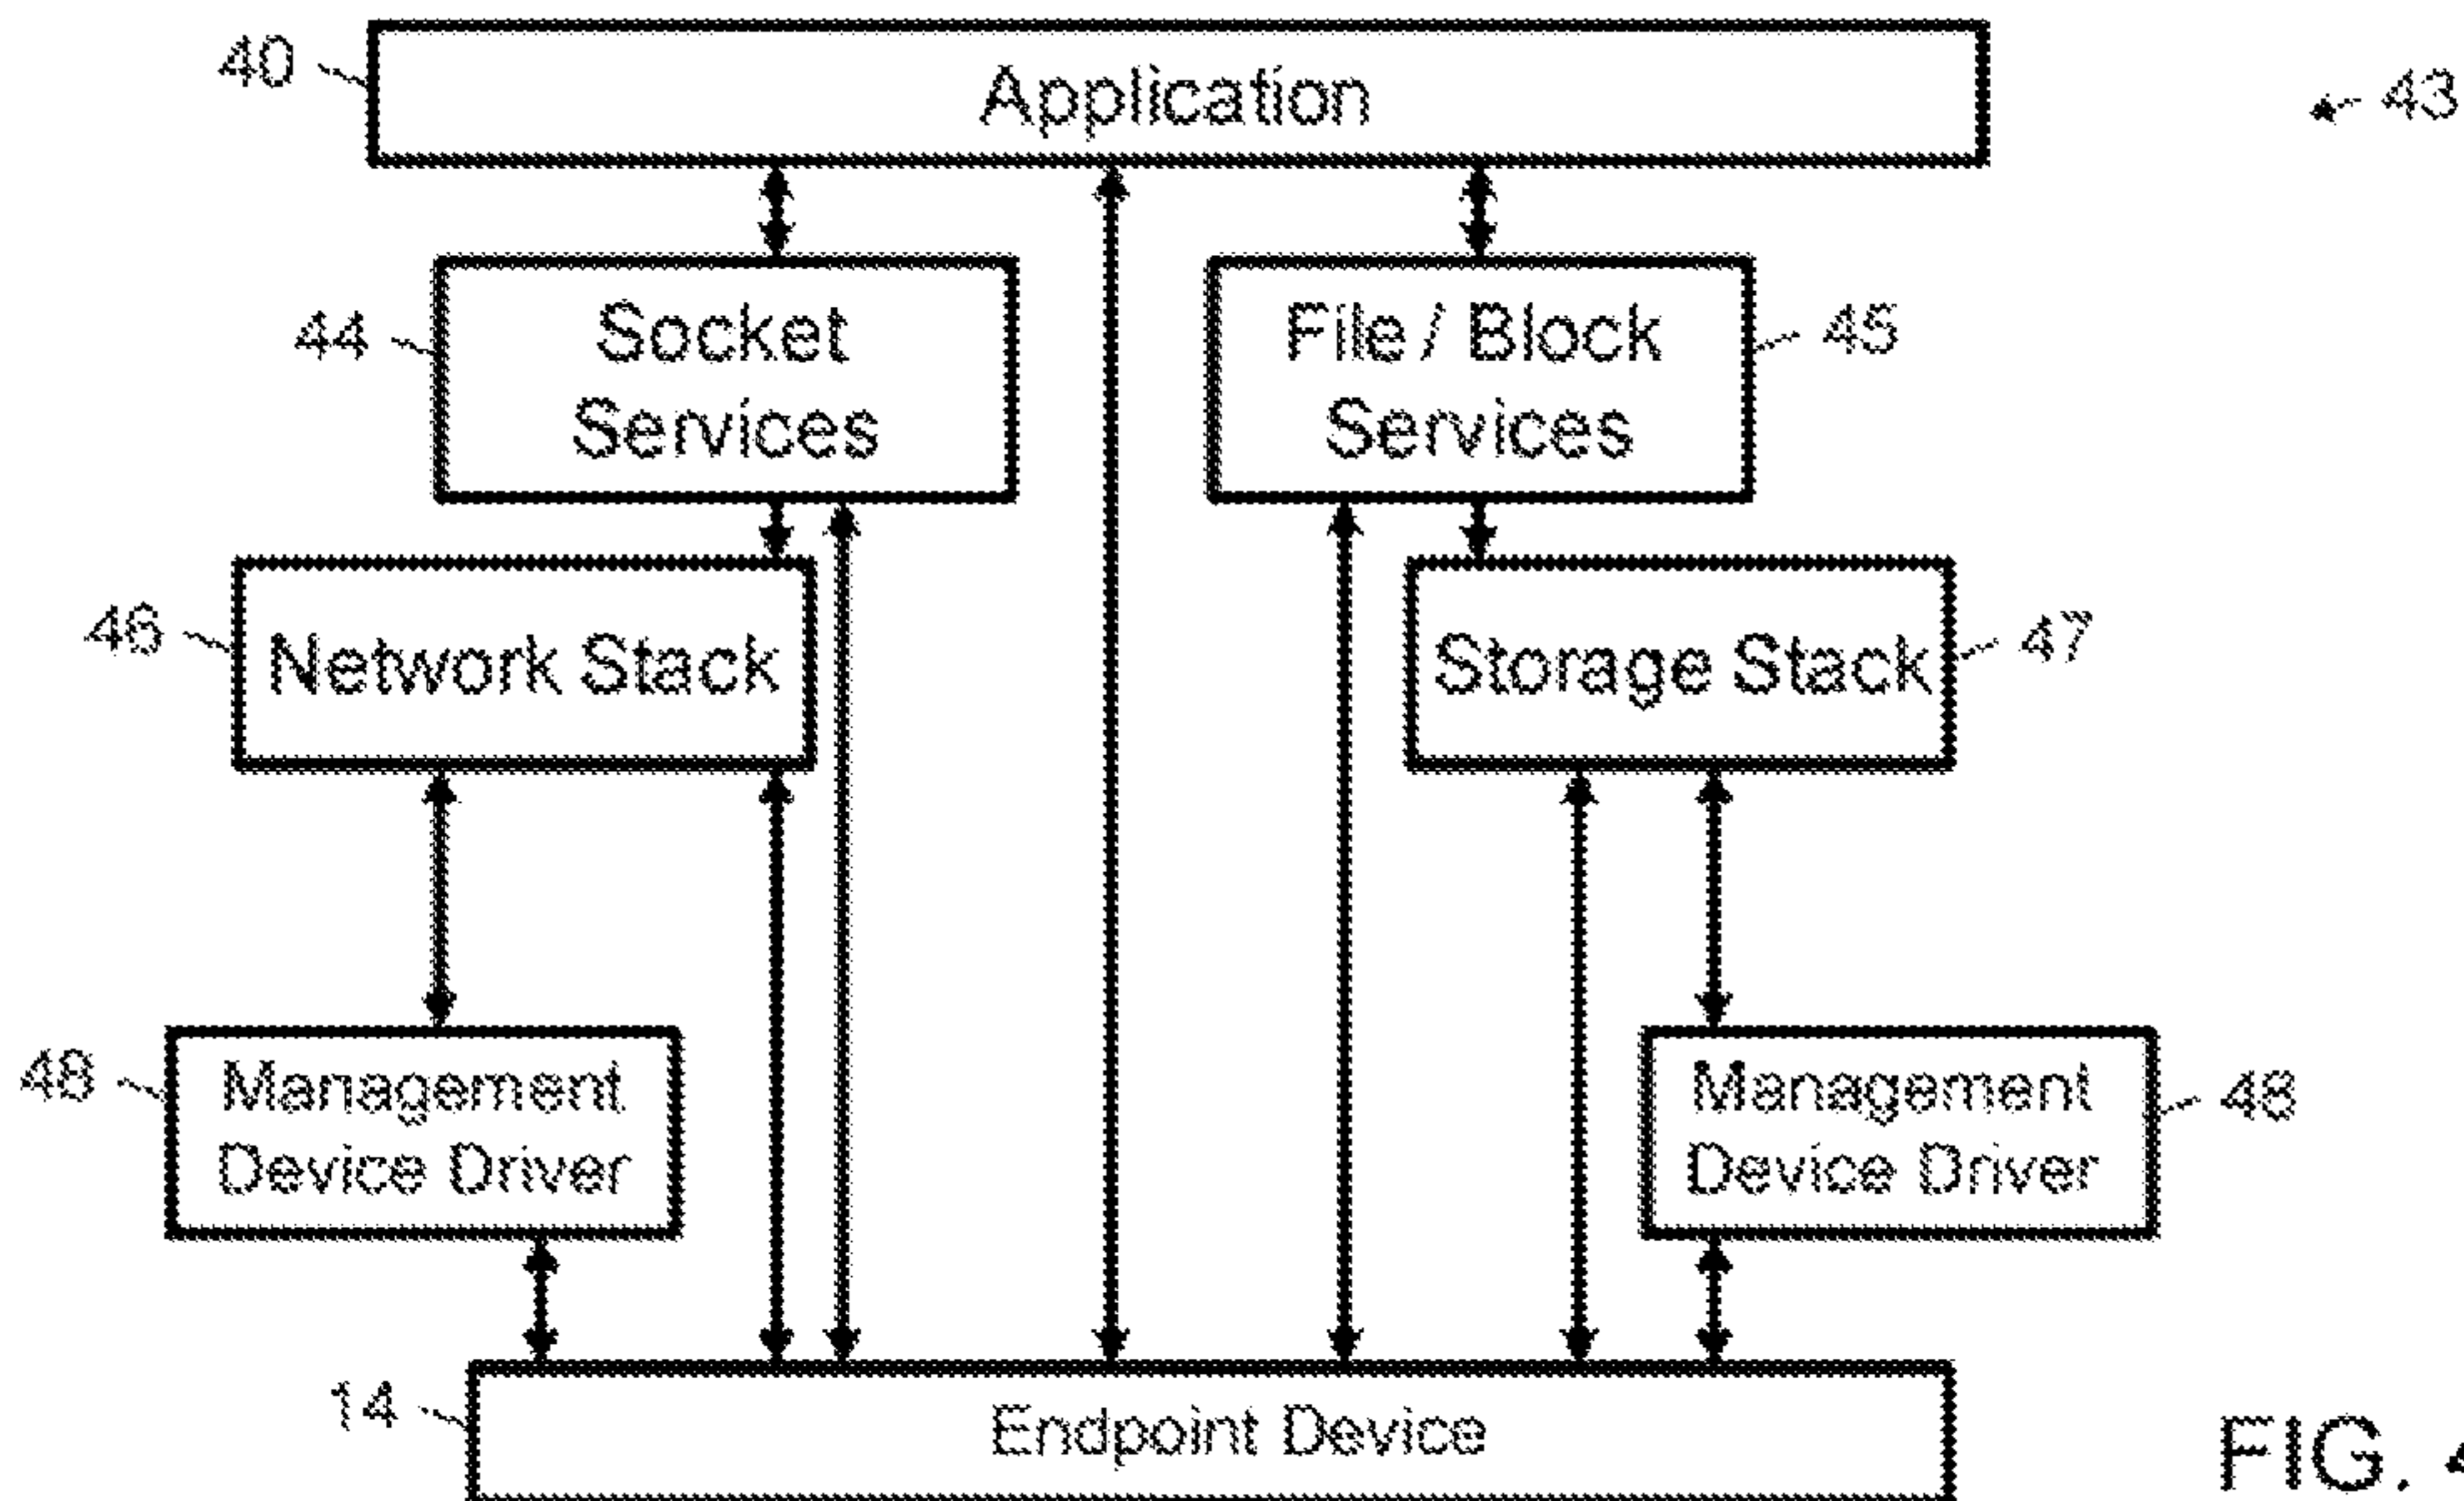 40
Application
43
44
Socket
Services
File / Block
Services
45
46
Network Stack
Storage Stack
47
48
Management
Device Driver
Management
Device Driver
48
14
Endpoint Device
FIG. 4